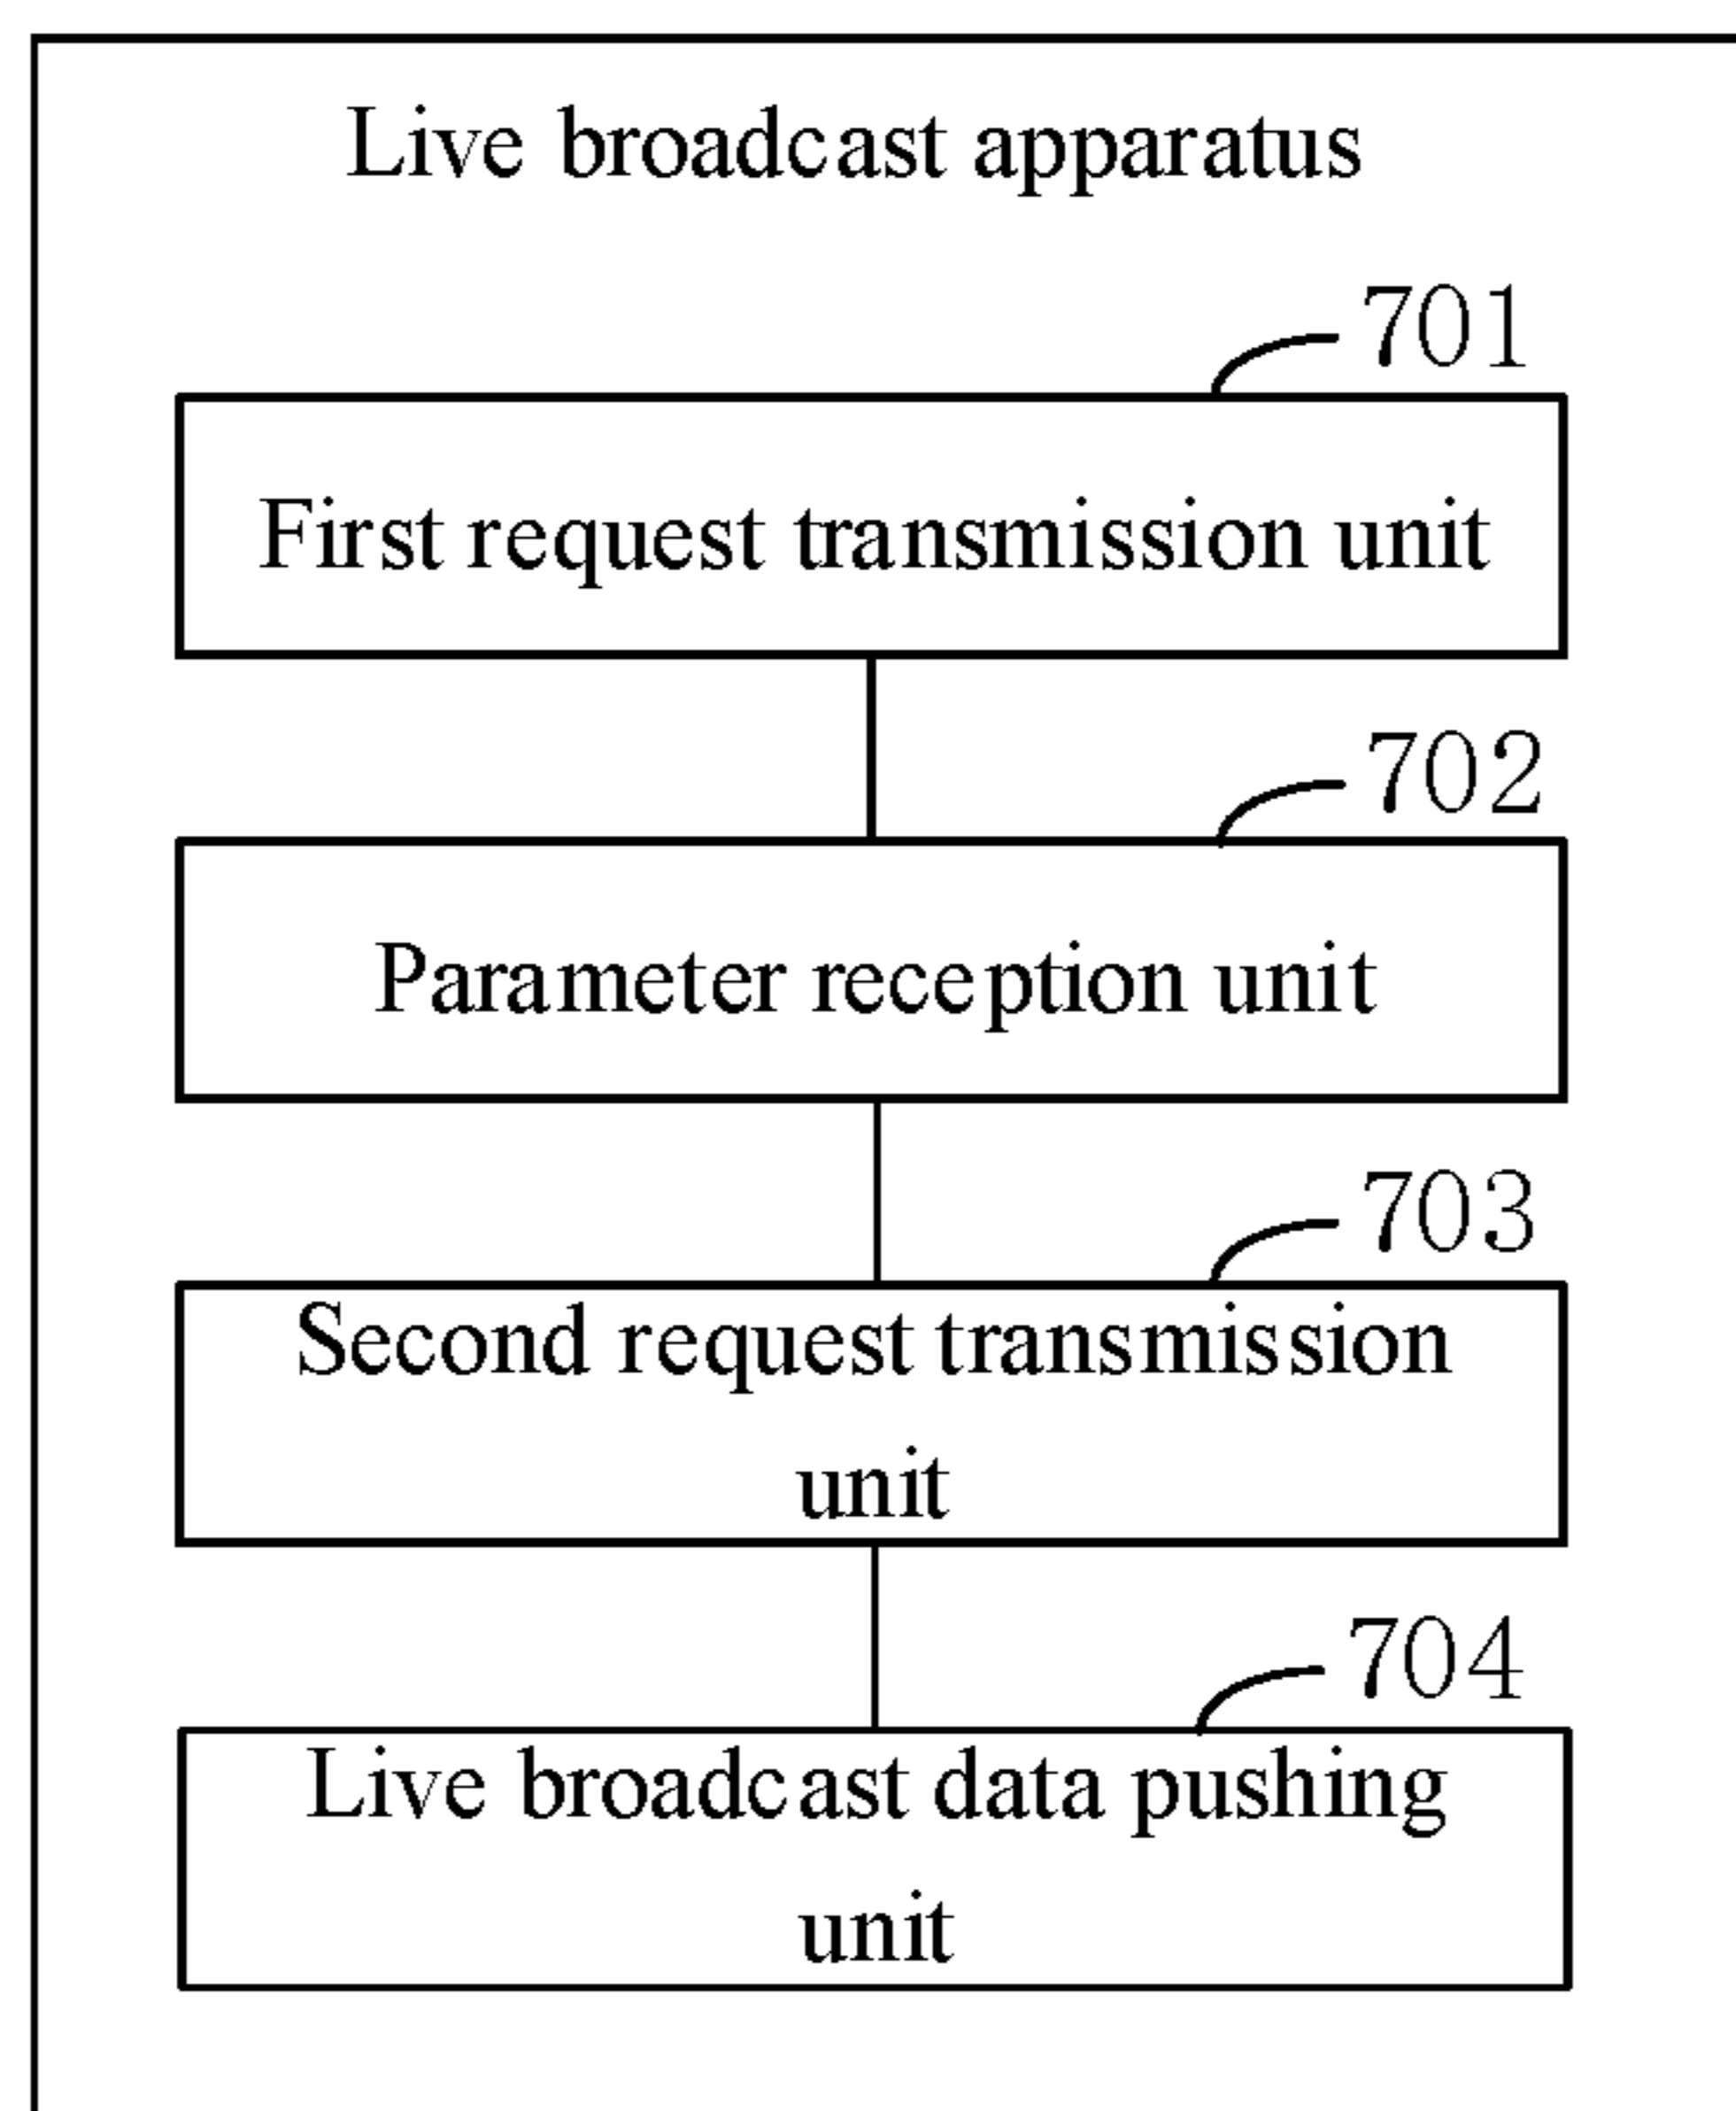 Live broadcast apparatus
701
First request transmission unit
702
Parameter reception unit
703
Second request transmission
unit
704
Live broadcast data pushing
unit